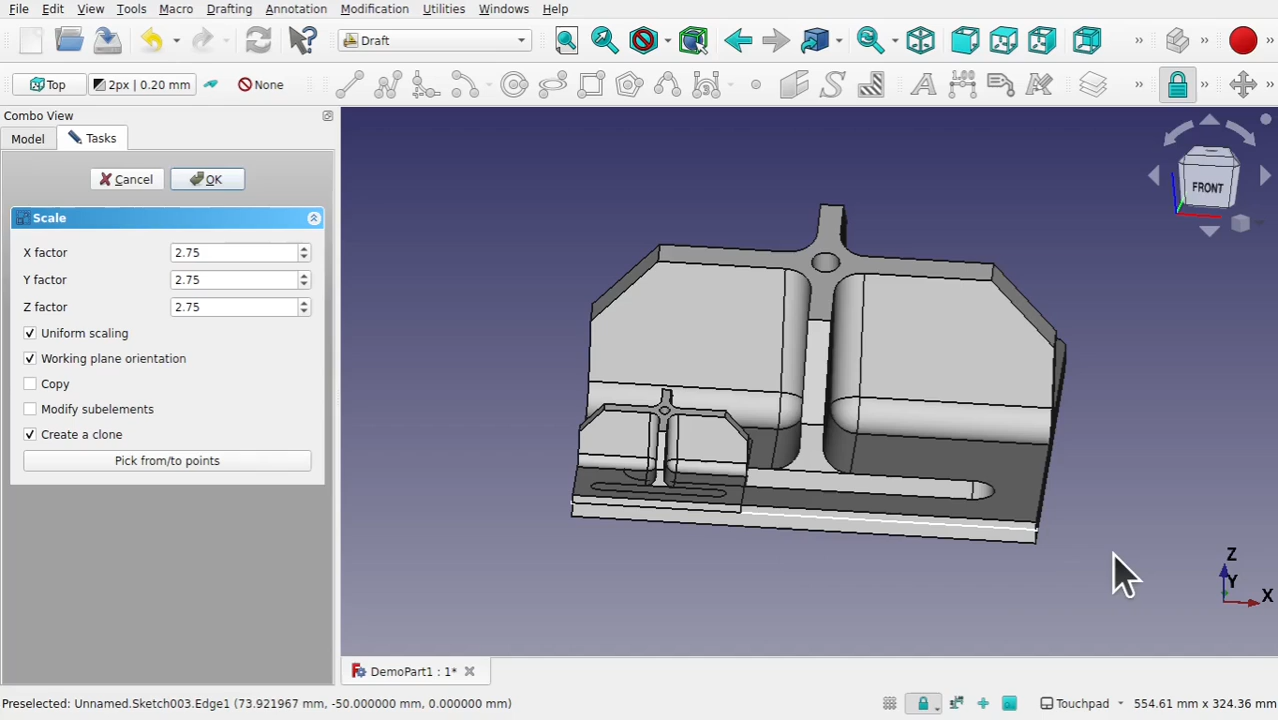 File Edit View Tools Macro Drafting Annotation Modification Utilities Windows Help
Draft
Top 2px | 0.20 mm None 1.00 A
Combo View
Model Tasks
Cancel OK
Scale
X factor 2.75
Y factor 2.75
Z factor 2.75
Uniform scaling
Working plane orientation
Copy
Modify subelements
Create a clone
Pick from/to points
FRONT
Z
Y
X
DemoPart1 : 1*
Preselected: Unnamed.Sketch003.Edge1 (73.921967 mm, -50.000000 mm, 0.000000 mm) Touchpad 554.61 mm x 324.36 mm